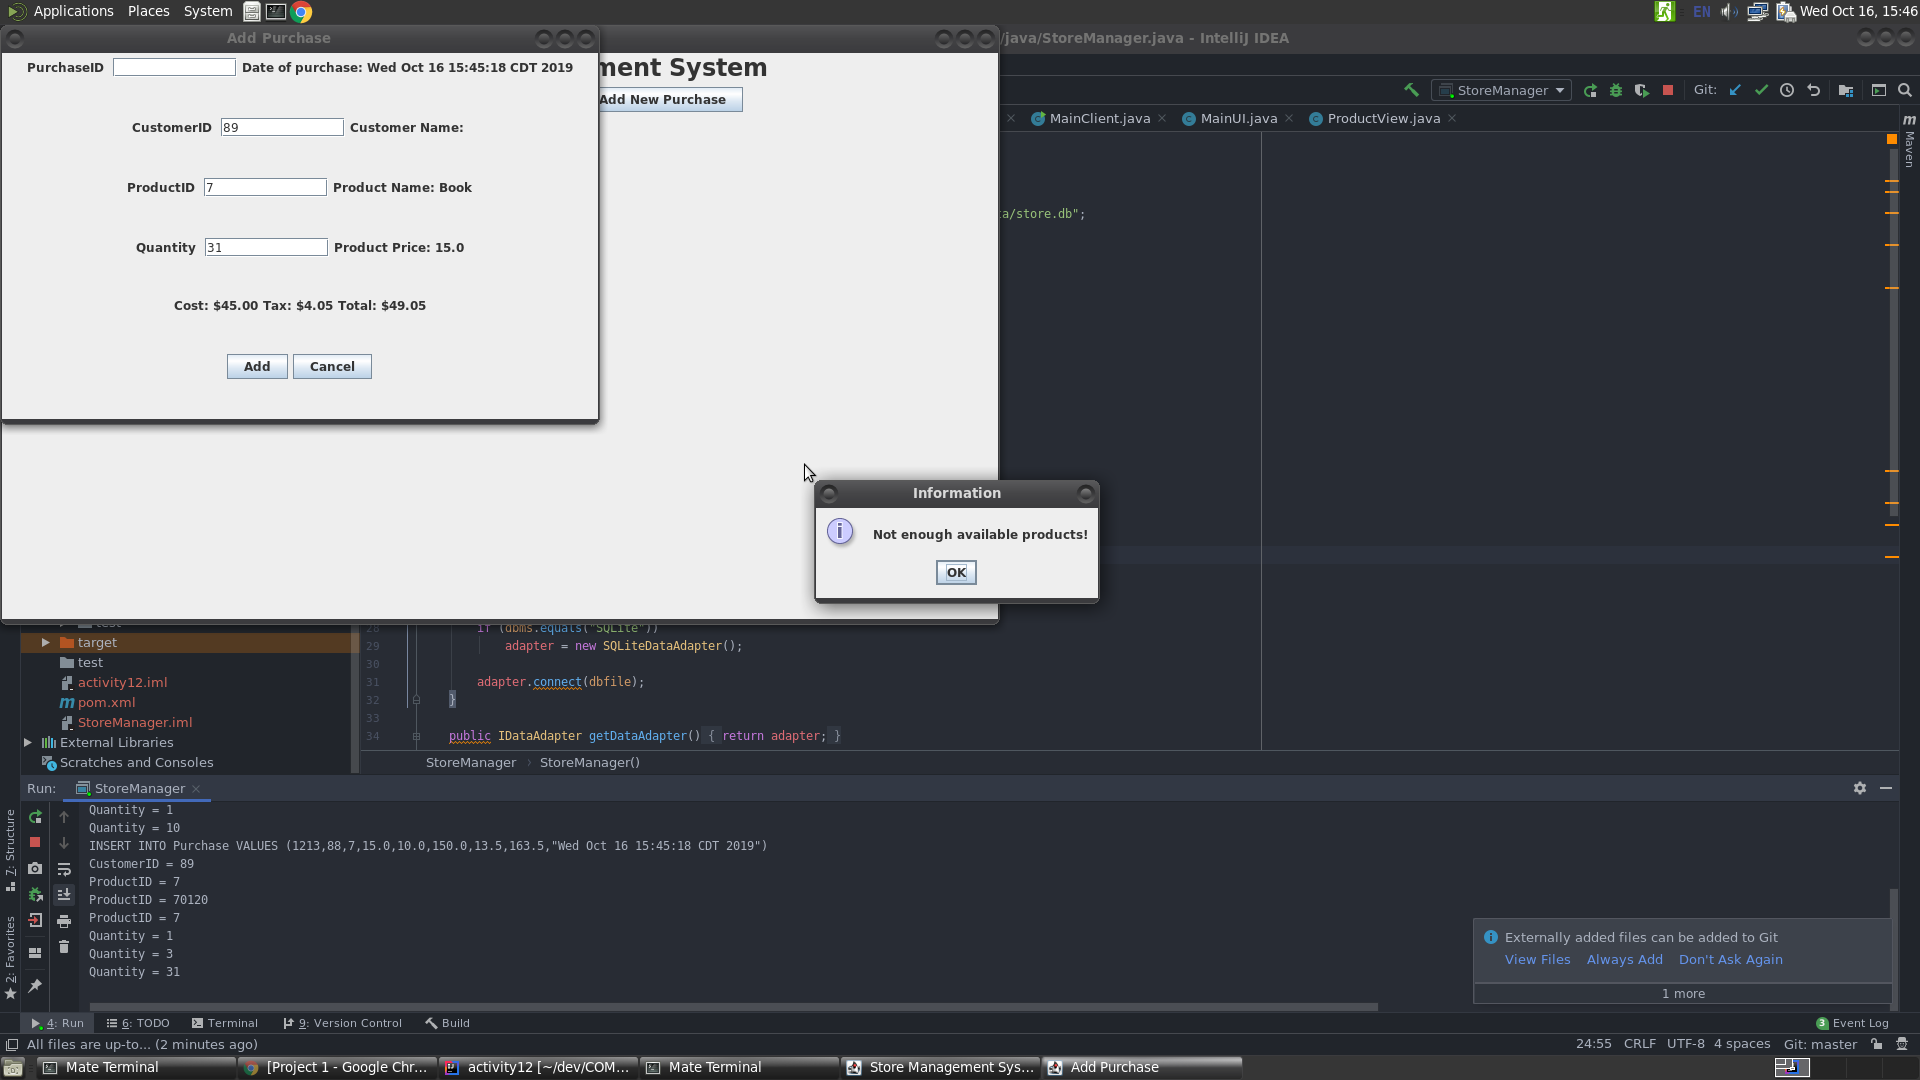 Applications Places System
EN Wed Oct 16, 15:46
Add Purchase
/java/StoreManager.java - IntelliJ IDEA
PurchaseID Date of purchase: Wed Oct 16 15:45:18 CDT 2019
ment System
Add New Purchase
StoreManager Git:
CustomerID 89 Customer Name:
MainClient.java MainUI.java ProductView.java
m Maven
ProductID 7 Product Name: Book
a/store.db";
Quantity 31 Product Price: 15.0
Cost: $45.00 Tax: $4.05 Total: $49.05
Add Cancel
Information
Not enough available products!
OK
test
28 if (dbms.equals("SQLite"))
target
29 adapter = new SQLiteDataAdapter();
test
30
activity12.iml
31 adapter.connect(dbfile);
pom.xml
32 }
StoreManager.iml
33
External Libraries
34 public IDataAdapter getDataAdapter() { return adapter; }
Scratches and Consoles
StoreManager StoreManager()
Run: StoreManager
Quantity = 1
Quantity = 10
INSERT INTO Purchase VALUES (1213,88,7,15.0,10.0,150.0,13.5,163.5,"Wed Oct 16 15:45:18 CDT 2019")
CustomerID = 89
ProductID = 7
ProductID = 70120
ProductID = 7
Quantity = 1
Quantity = 3
Quantity = 31
7: Structure
2: Favorites
Externally added files can be added to Git
View Files Always Add Don't Ask Again
1 more
4: Run 6: TODO Terminal 9: Version Control Build
3 Event Log
All files are up-to... (2 minutes ago)
24:55 CRLF UTF-8 4 spaces Git: master
Mate Terminal [Project 1 - Google Chr... activity12 [~/dev/COM... Mate Terminal Store Management Sys... Add Purchase